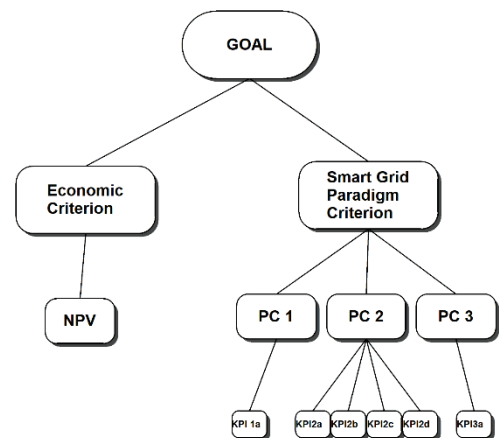 GOAL
Economic
Criterion
Smart Grid
Paradigm
Criterion
NPV
PC 1
PC 2
PC 3
KPI 1a
KPI2a
KPI2b
KPI2c
KPI2d
KPI3a